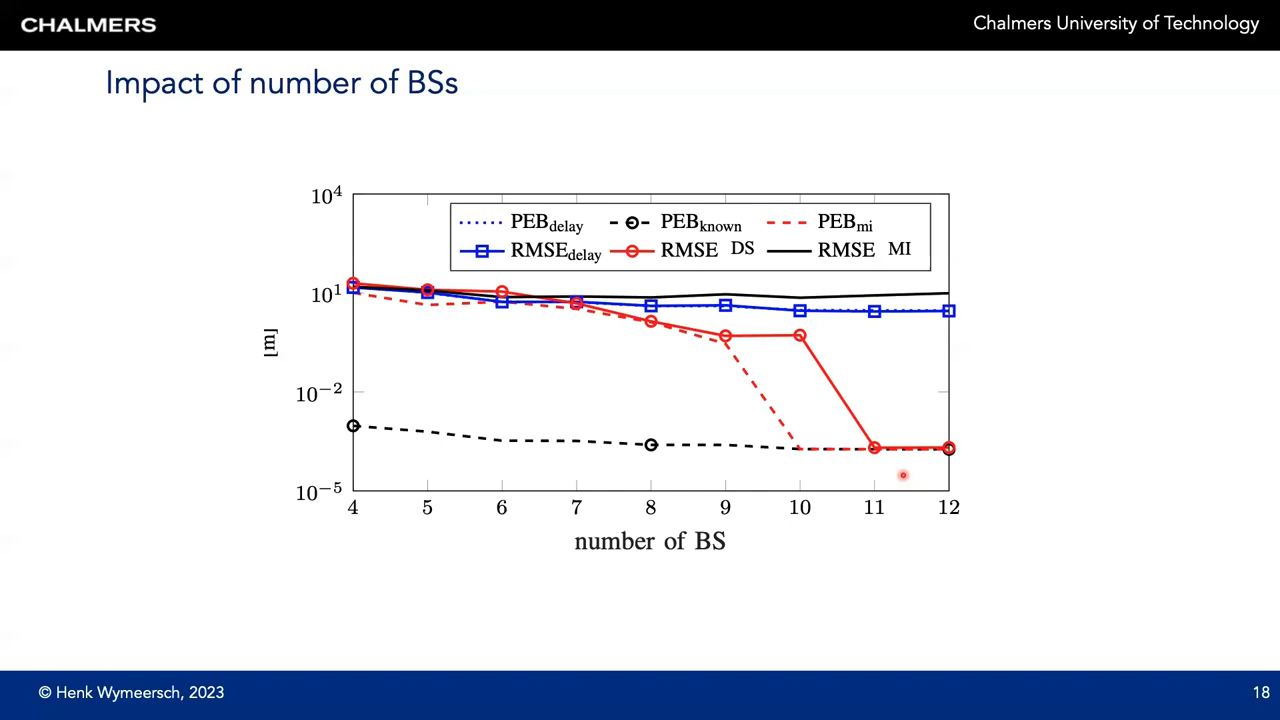 CHALMERS
Chalmers University of Technology
Impact of number of BSs
PEB_delay PEB_known PEB_mi
RMSE_delay RMSE DS RMSE MI
10^4
10^1
10^−2
10^−5
[m]
4 5 6 7 8 9 10 11 12
number of BS
© Henk Wymeersch, 2023
18